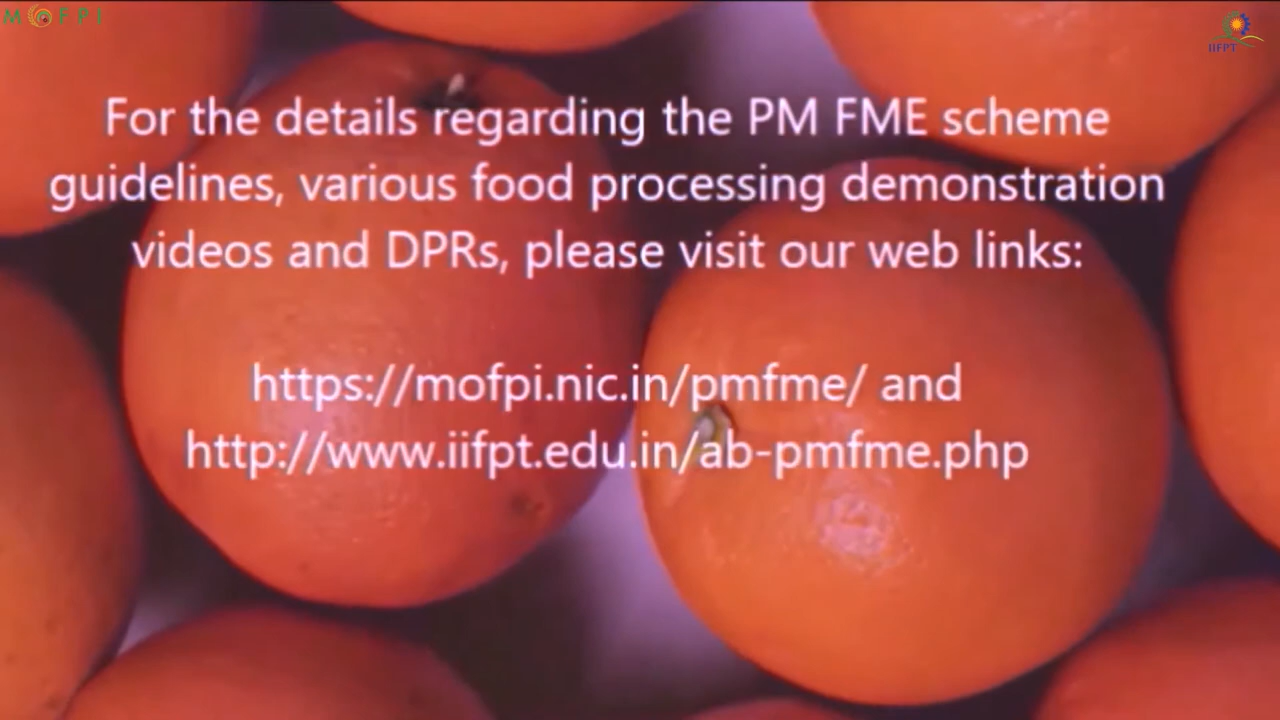 MOFPI
IIFPT
For the details regarding the PM FME scheme
guidelines, various food processing demonstration
videos and DPRs, please visit our web links:
https://mofpi.nic.in/pmfme/ and
http://www.iifpt.edu.in/ab-pmfme.php